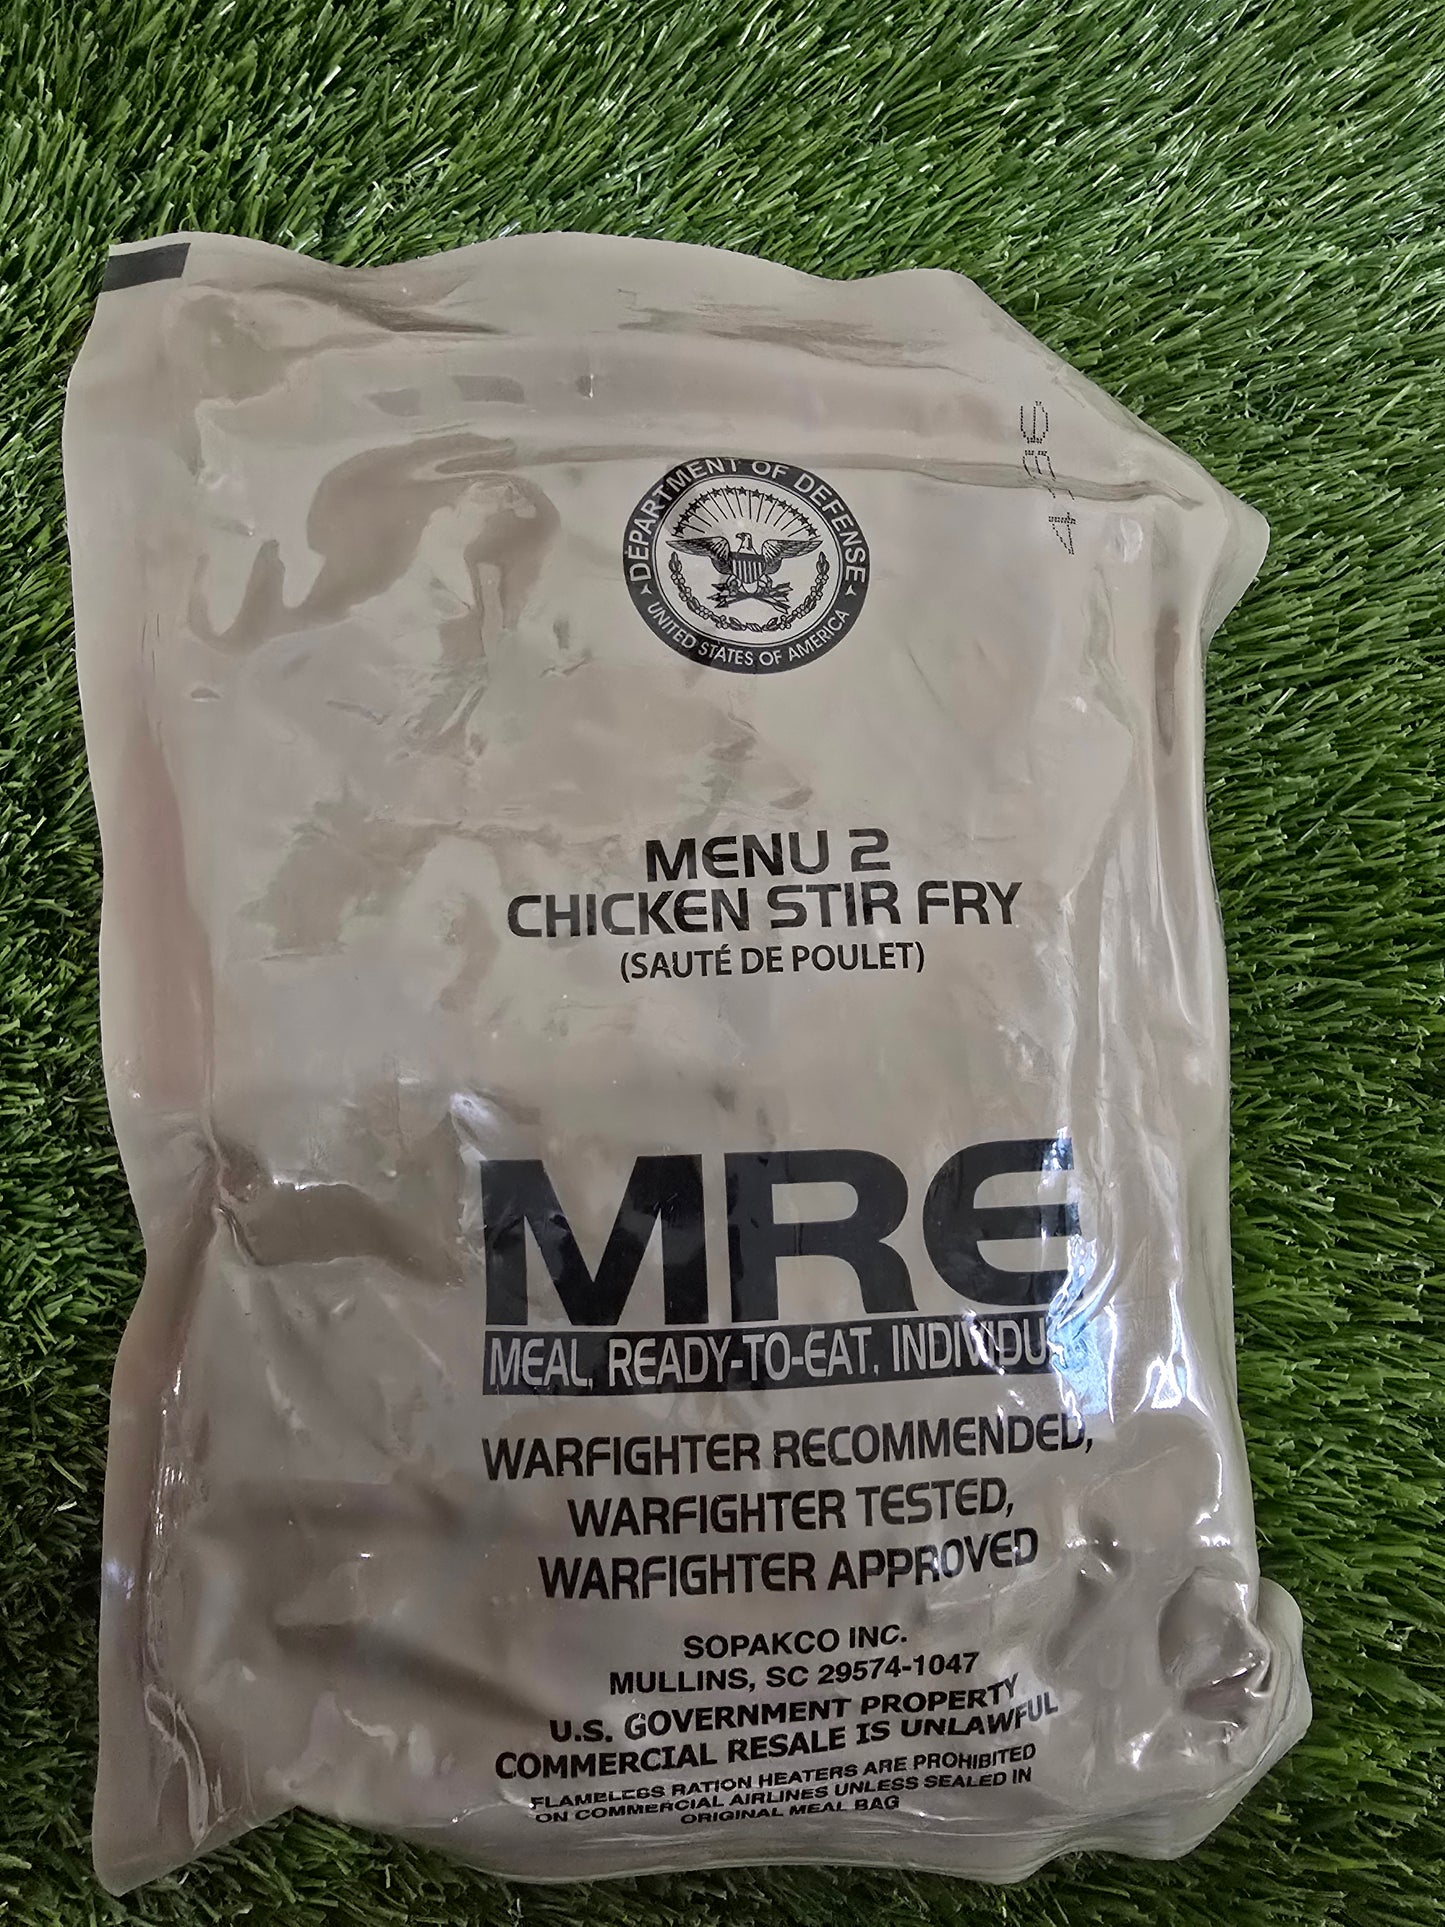 DEPARTMENT OF DEFENSE
UNITED STATES OF AMERICA
MENU 2
CHICKEN STIR FRY
(SAUTÉ DE POULET)
MRE
MEAL, READY-TO-EAT, INDIVIDU
WARFIGHTER RECOMMENDED,
WARFIGHTER TESTED,
WARFIGHTER APPROVED
SOPAKCO INC.
MULLINS, SC 29574-1047
U.S. GOVERNMENT PROPERTY
COMMERCIAL RESALE IS UNLAWFUL
FLAMELESS RATION HEATERS ARE PROHIBITED
ON COMMERCIAL AIRLINES UNLESS SEALED IN
ORIGINAL MEAL BAG